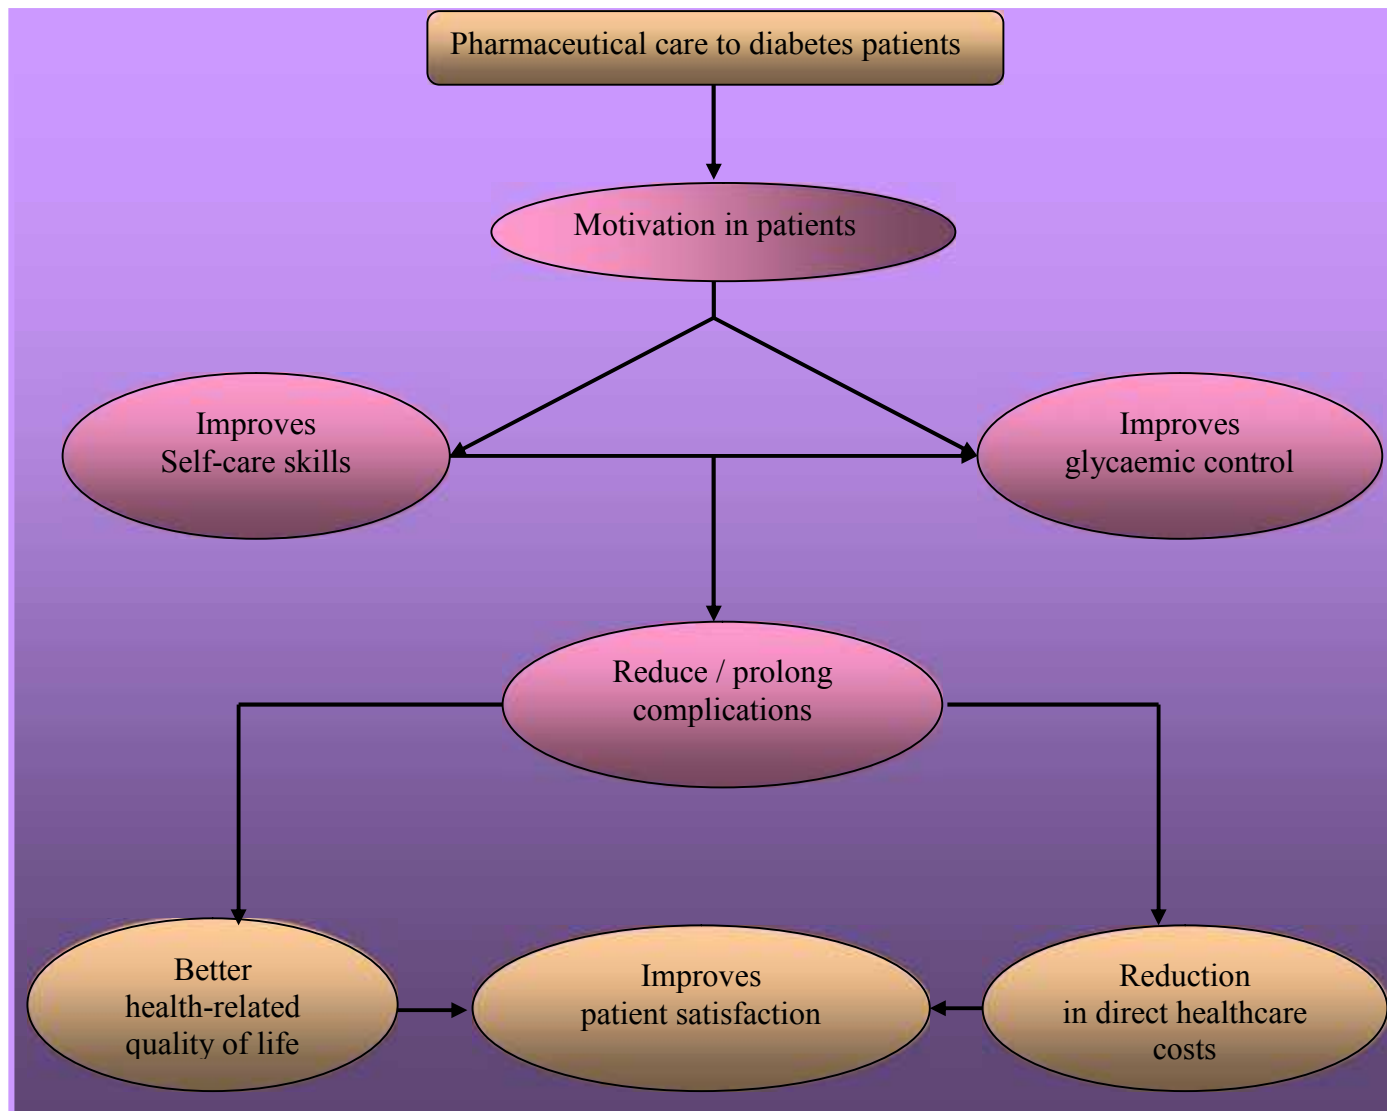 Pharmaceutical care to diabetes patients
Motivation in patients
Improves
Self-care skills
Improves
glycaemic control
Reduce / prolong
complications
Better
health-related
quality of life
Improves
patient satisfaction
Reduction
in direct healthcare
costs